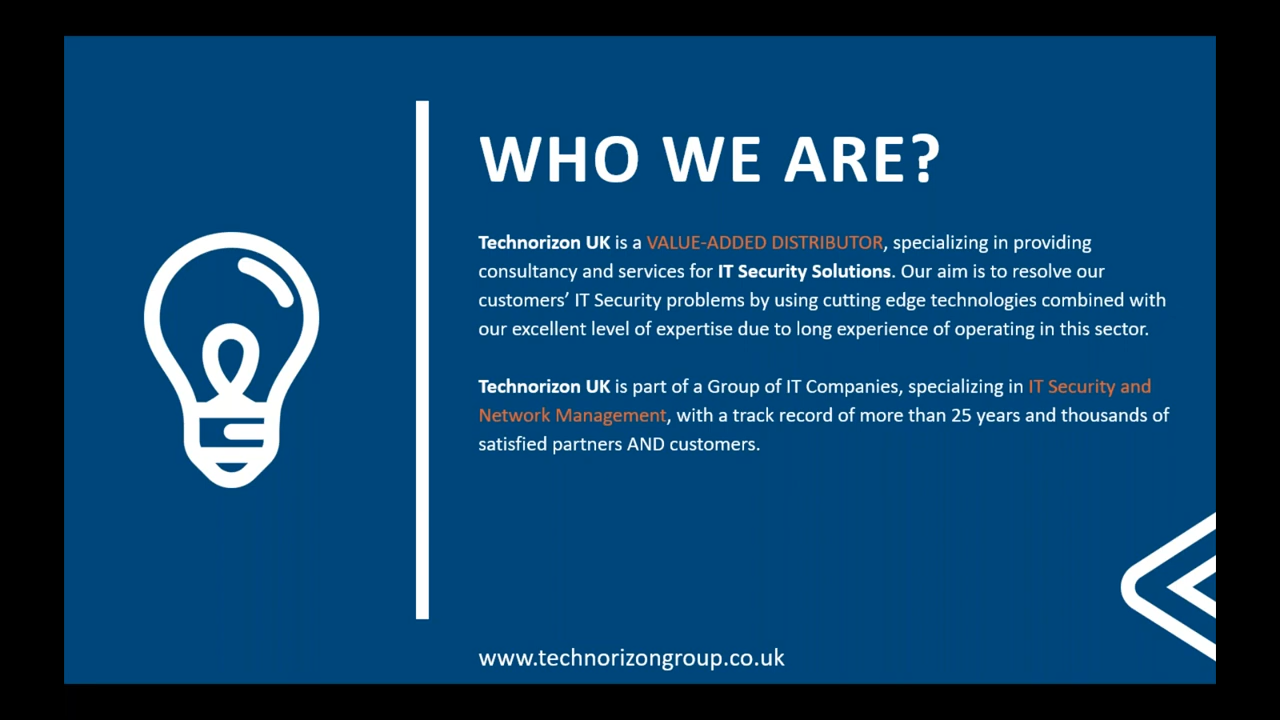 WHO WE ARE?
Technorizon UK is a VALUE-ADDED DISTRIBUTOR, specializing in providing
consultancy and services for IT Security Solutions. Our aim is to resolve our
customers’ IT Security problems by using cutting edge technologies combined with
our excellent level of expertise due to long experience of operating in this sector.
Technorizon UK is part of a Group of IT Companies, specializing in IT Security and
Network Management, with a track record of more than 25 years and thousands of
satisfied partners AND customers.
www.technorizongroup.co.uk